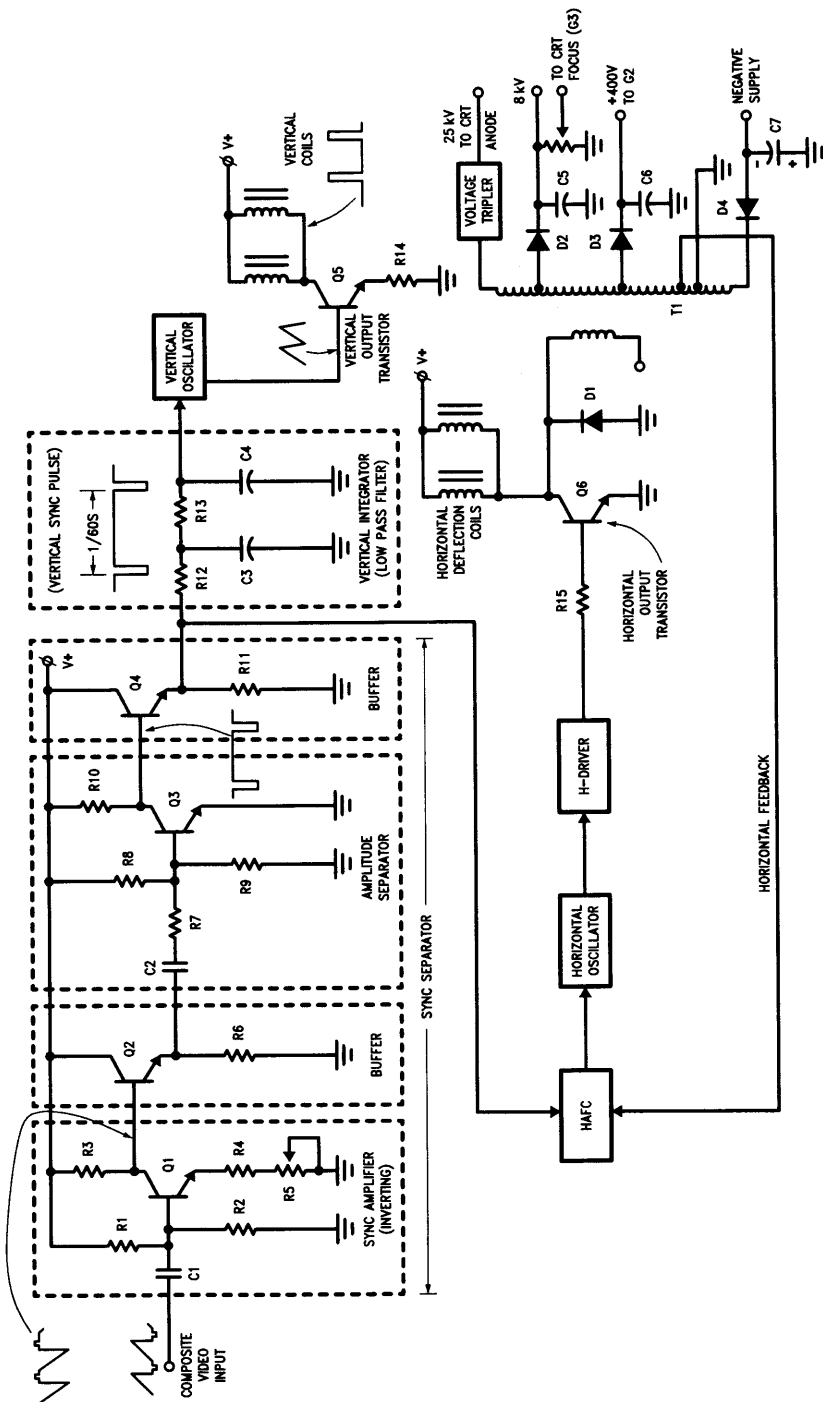 COMPOSITE
VIDEO
INPUT
C1
R1
R2
R3
Q1
R4
R5
SYNC AMPLIFIER
(INVERTING)
Q2
R6
BUFFER
C2
R7
R8
R9
R10
Q3
AMPLITUDE
SEPARATOR
V+
Q4
R11
BUFFER
SYNC SEPARATOR
(VERTICAL SYNC PULSE)
1/60S
R12
R13
C3
C4
VERTICAL INTEGRATOR
(LOW PASS FILTER)
VERTICAL
OSCILLATOR
VERTICAL
OUTPUT
TRANSISTOR
Q5
R14
V+
VERTICAL
COILS
HAFC
HORIZONTAL
OSCILLATOR
H-DRIVER
R15
HORIZONTAL
OUTPUT
TRANSISTOR
Q6
HORIZONTAL
DEFLECTION
COILS
V+
D1
T1
VOLTAGE
TRIPLER
25 kV
TO CRT
ANODE
D2
C5
8 kV
TO CRT
FOCUS (G3)
D3
C6
+400V
TO G2
D4
NEGATIVE
SUPPLY
-
+
C7
HORIZONTAL FEEDBACK